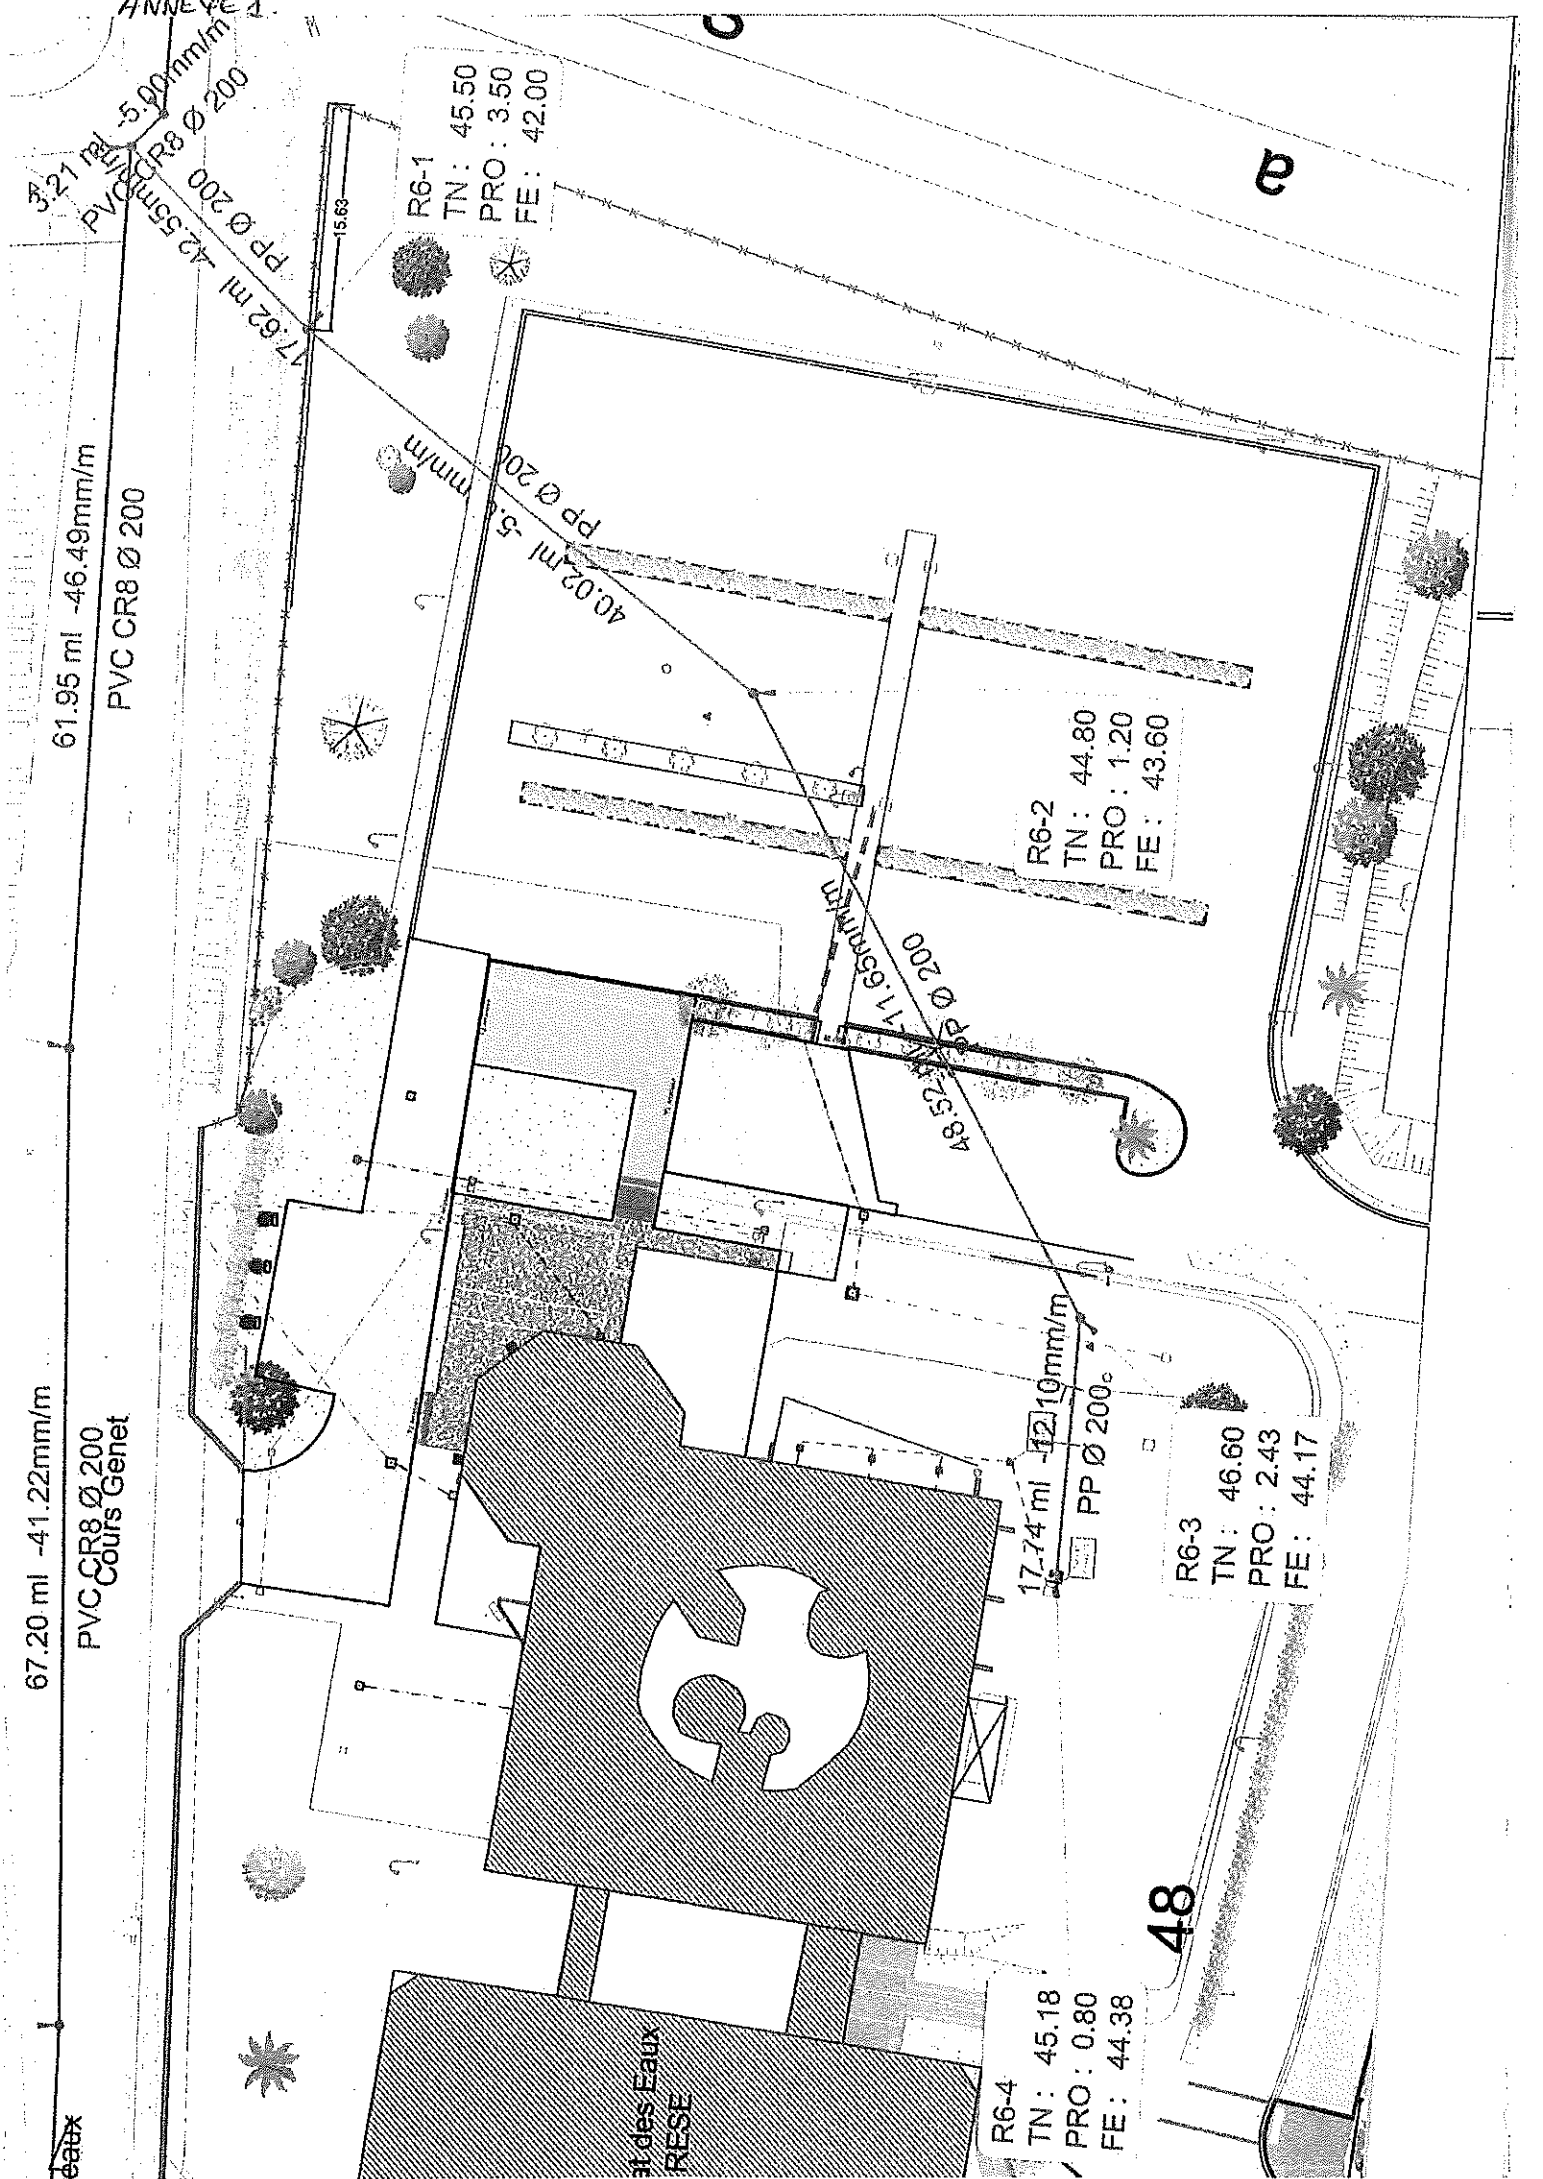 ANNEXE 1.
3.21 ml -5.00mm/m
PVC CR8 Ø 200
17.62 ml -42.55mm/m
PP Ø 200
61.95 ml -46.49mm/m
PVC CR8 Ø 200
15.63
R6-1
TN : 45.50
PRO : 3.50
FE : 42.00
a
40.02 ml
mm/m
PP Ø 200
R6-2
TN : 44.80
PRO : 1.20
FE : 43.60
48.52
-11.65mm/m
PP Ø 200
67.20 ml -41.22mm/m
PVC CR8 Ø 200
Cours Genet
17.74 ml -12.10mm/m
PP Ø 200
R6-3
TN : 46.60
PRO : 2.43
FE : 44.17
48
R6-4
TN : 45.18
PRO : 0.80
FE : 44.38
at des Eaux
RESE
eaux